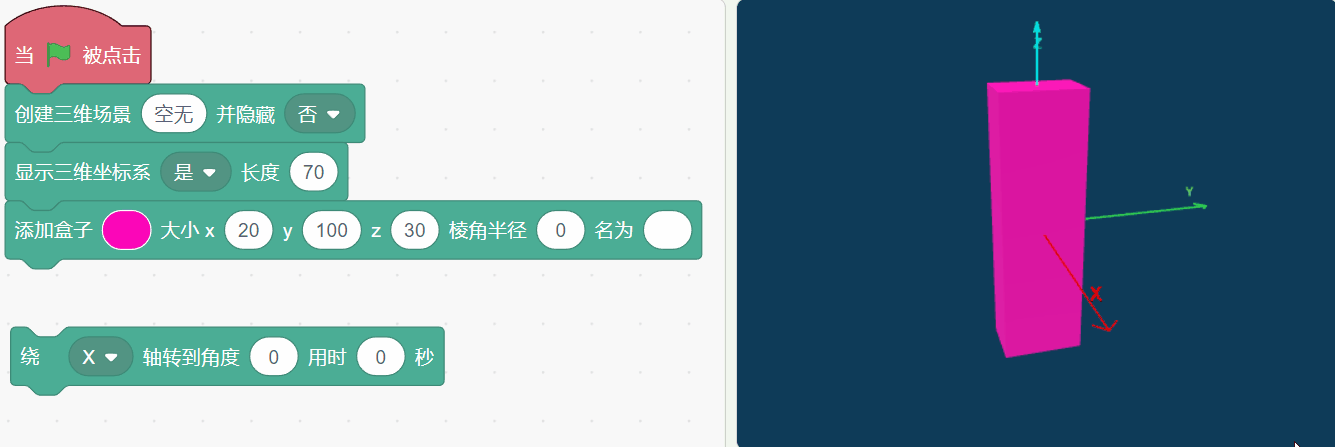 当 被点击
创建三维场景 空无 并隐藏 否
显示三维坐标系 是 长度 70
添加盒子 大小 x 20 y 100 z 30 棱角半径 0 名为
绕 X 轴转到角度 0 用时 0 秒
Z
Y
X